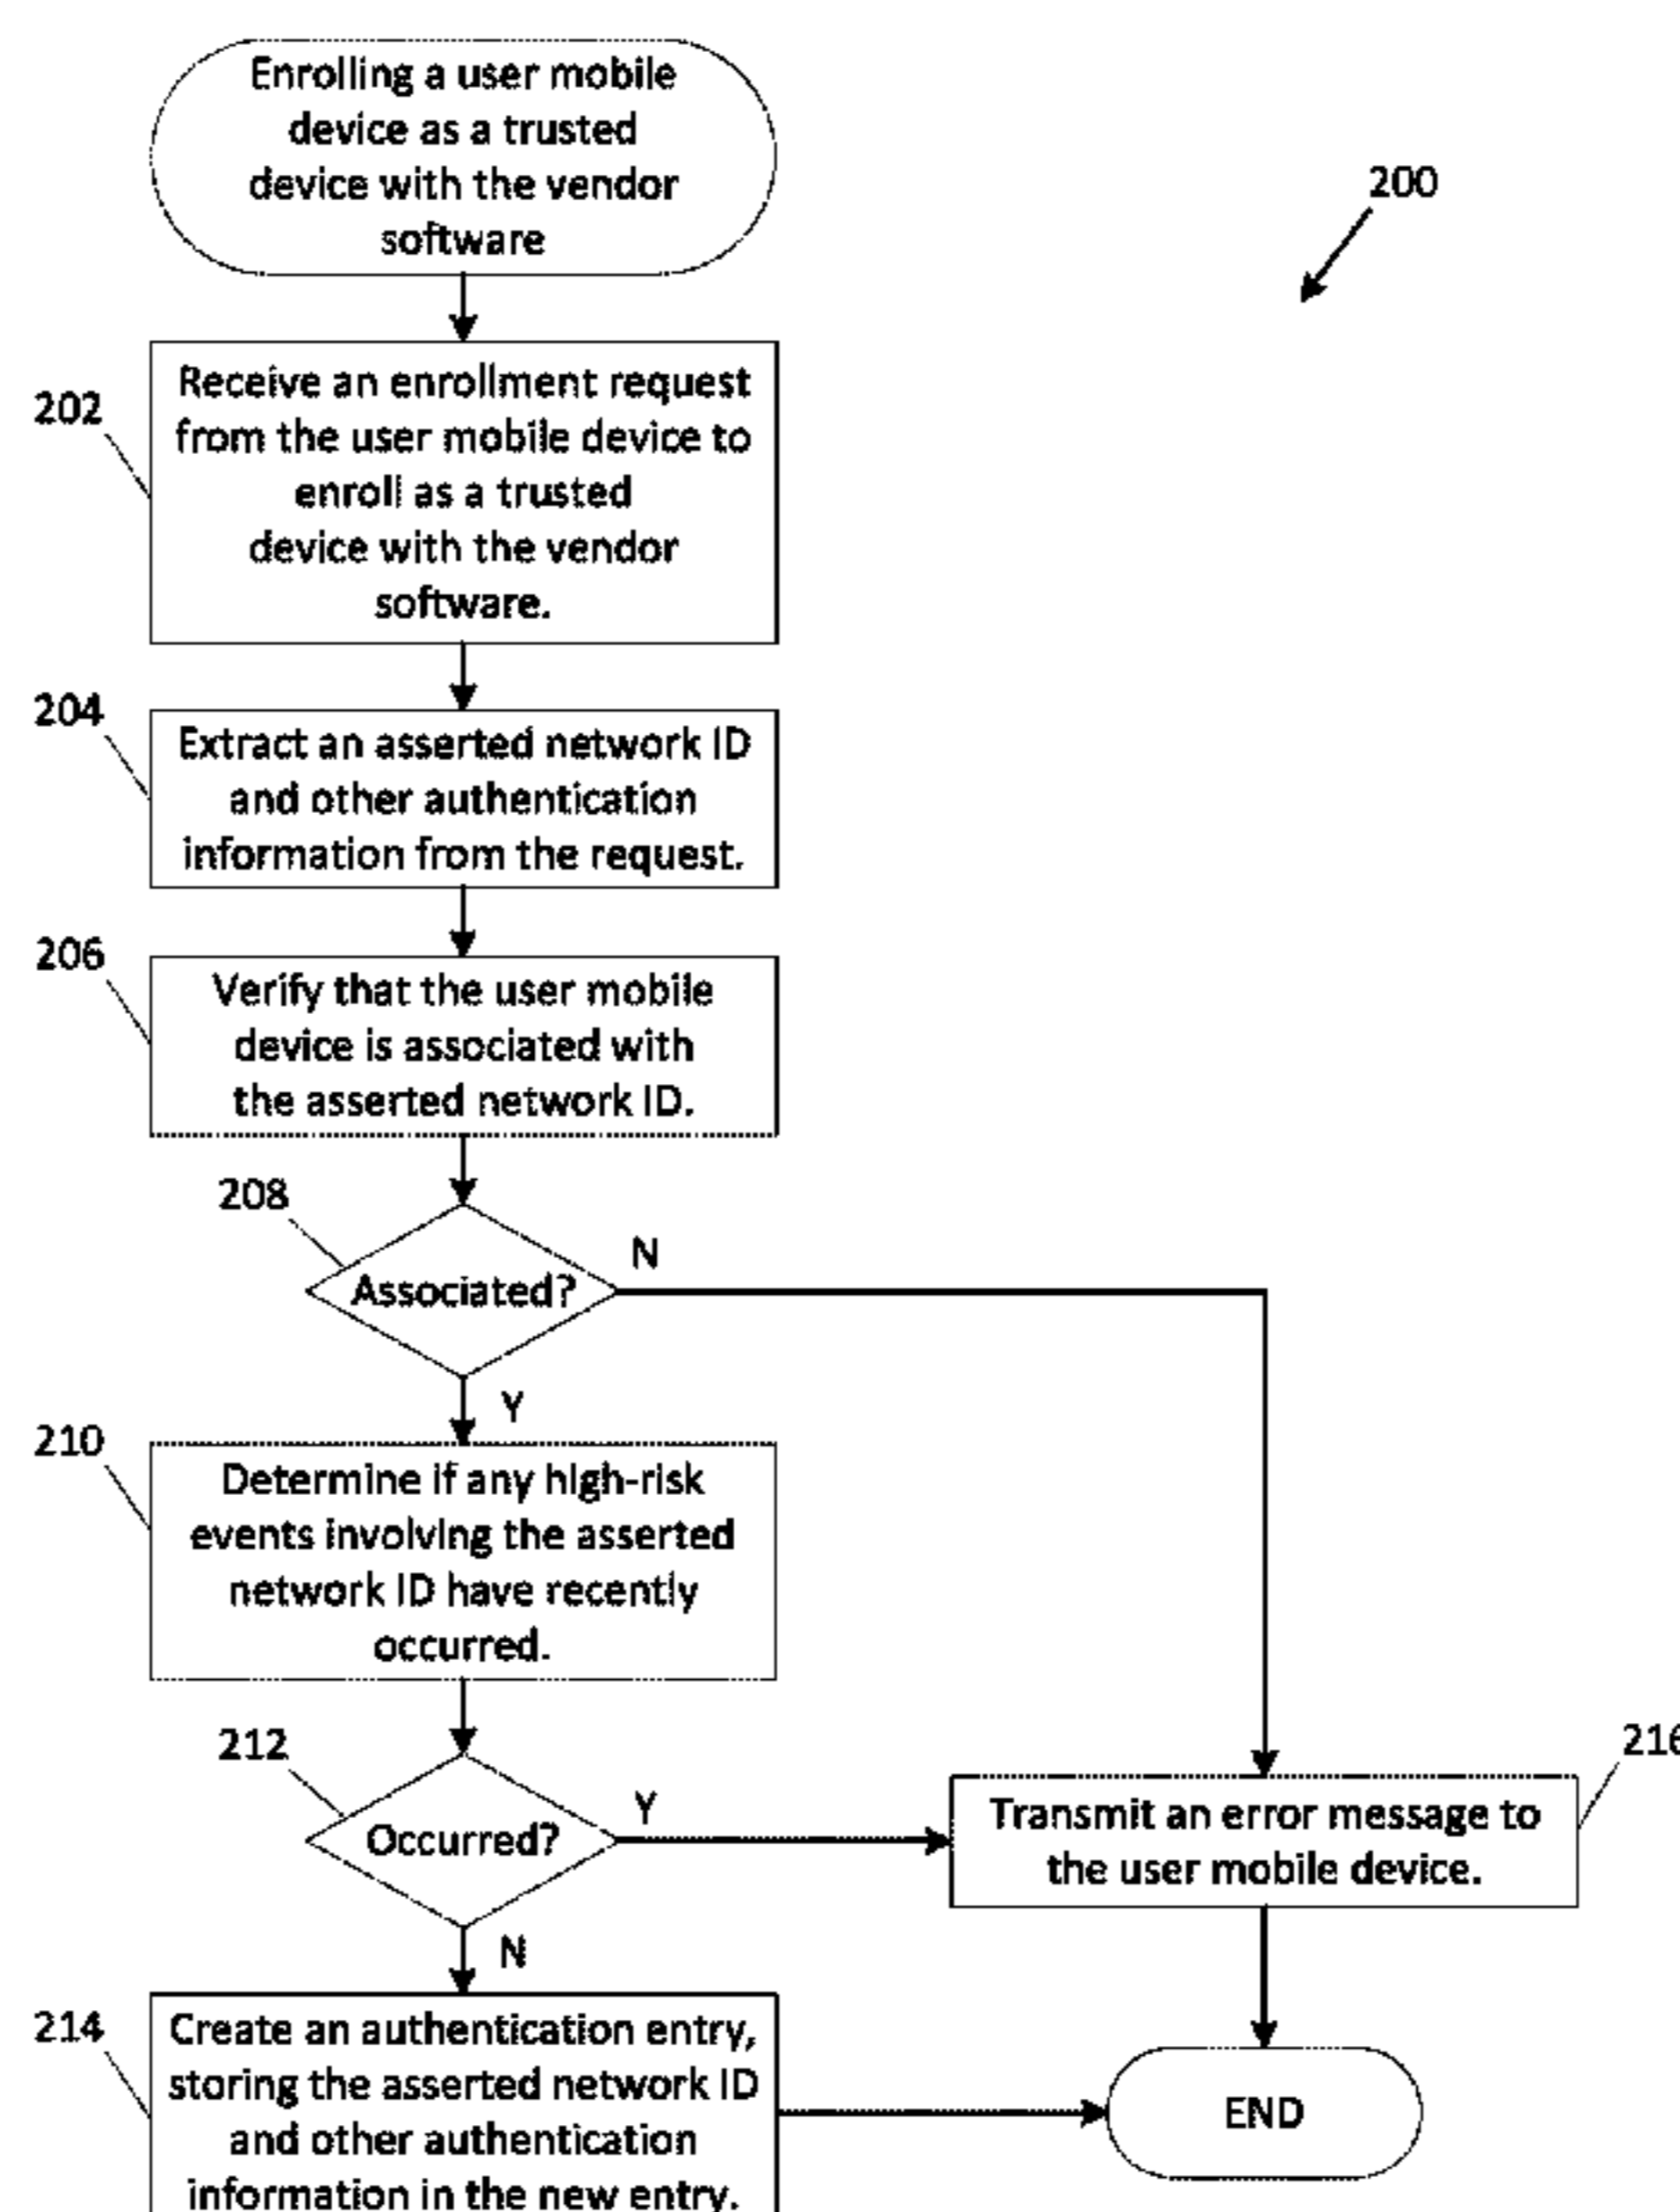 Enrolling a user mobile
device as a trusted
device with the vendor
software
200
202
Receive an enrollment request
from the user mobile device to
enroll as a trusted
device with the vendor
software.
204
Extract an asserted network ID
and other authentication
information from the request.
206
Verify that the user mobile
device is associated with
the asserted network ID.
208
Associated?
N
Y
210
Determine if any high-risk
events involving the asserted
network ID have recently
occurred.
212
Occurred?
Y
216
Transmit an error message to
the user mobile device.
N
214
Create an authentication entry,
storing the asserted network ID
and other authentication
information in the new entry.
END